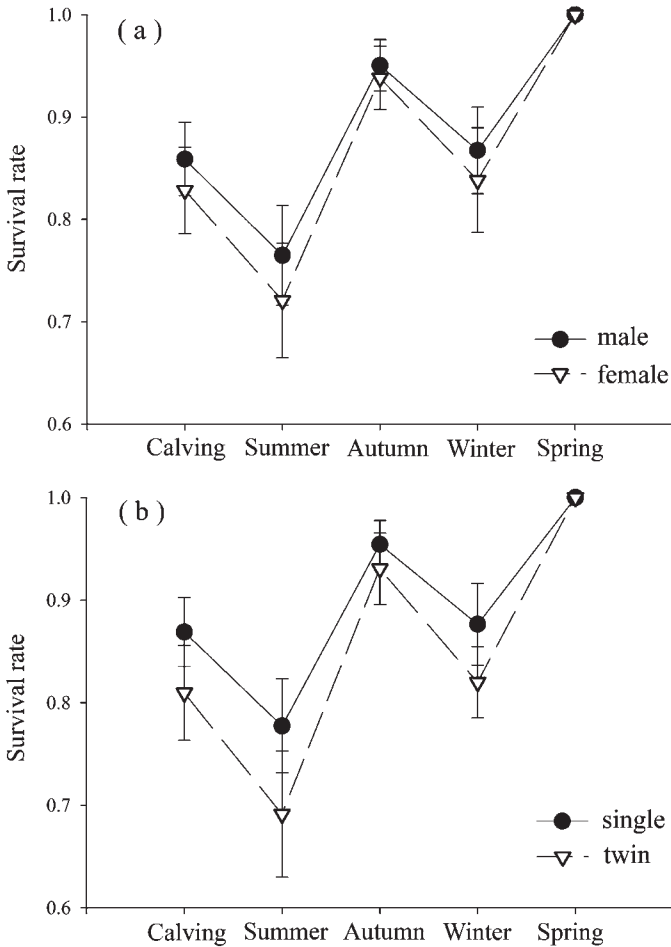 ( a )
1.0
0.9
0.8
0.7
0.6
Survival rate
male
female
Calving Summer Autumn Winter Spring
( b )
1.0
0.9
0.8
0.7
0.6
Survival rate
single
twin
Calving Summer Autumn Winter Spring